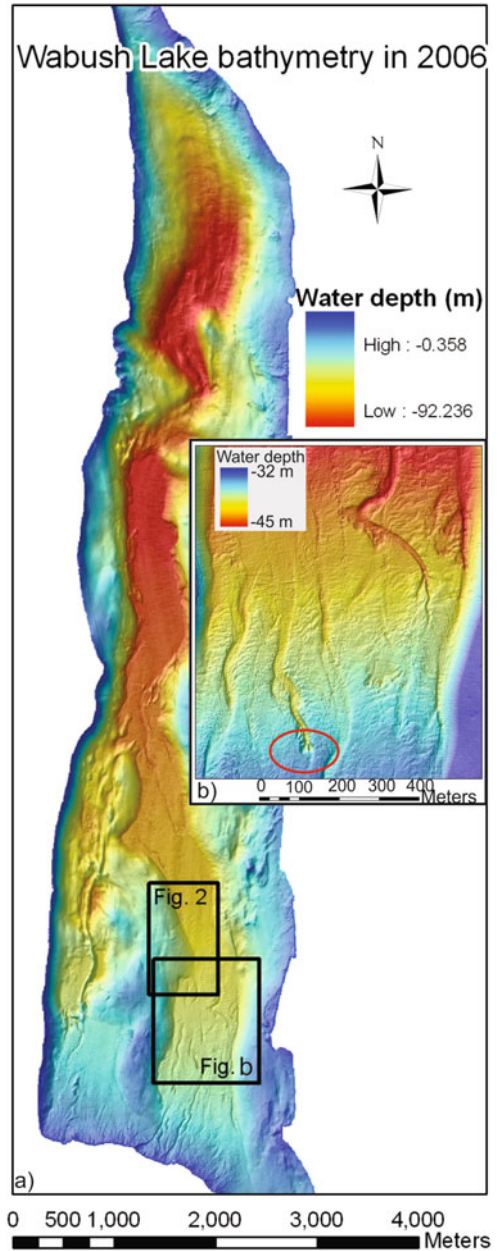 Wabush Lake bathymetry in 2006
N
Water depth (m)
High : -0.358
Low : -92.236
Water depth
-32 m
-45 m
b)
0 100 200 300 400
Meters
Fig. 2
Fig. b
a)
0 500 1,000 2,000 3,000 4,000
Meters